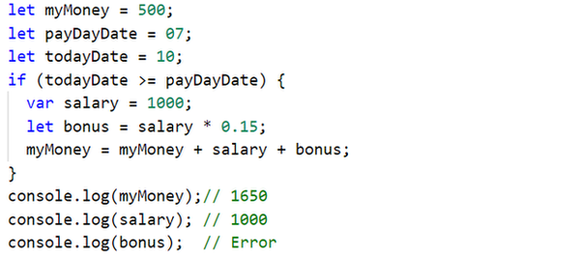 let myMoney = 500;
let payDayDate = 07;
let todayDate = 10;
if (todayDate >= payDayDate) {
  var salary = 1000;
  let bonus = salary * 0.15;
  myMoney = myMoney + salary + bonus;
}
console.log(myMoney);// 1650
console.log(salary); // 1000
console.log(bonus);  // Error